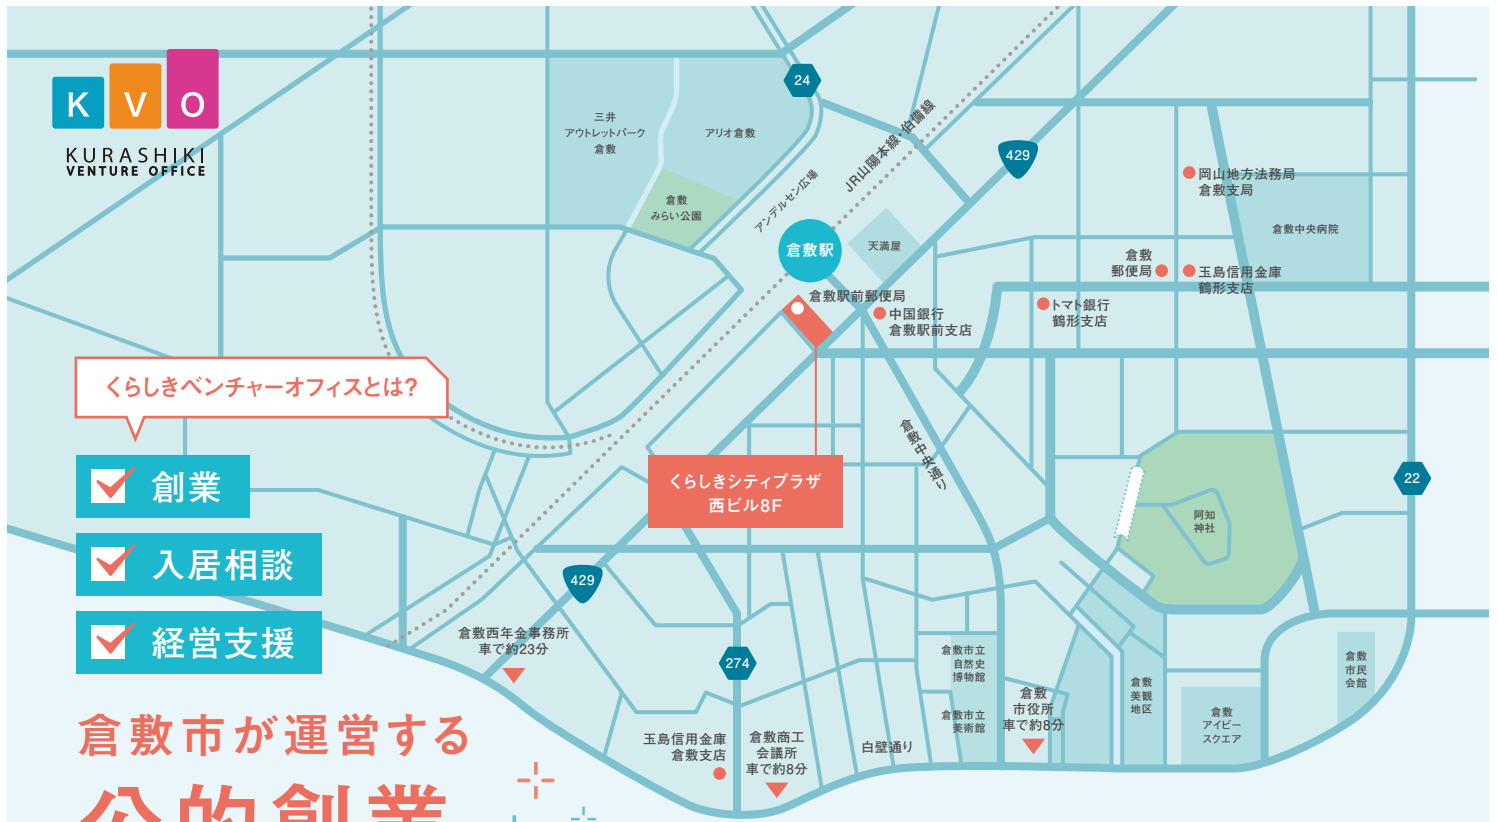 K V O
KURASHIKI
VENTURE OFFICE
三井
アウトレットパーク
倉敷
アリオ倉敷
倉敷
みらい公園
24
アンデルセン広場
JR山陽本線・伯備線
429
岡山地方法務局
倉敷支局
倉敷中央病院
倉敷駅
天満屋
倉敷
郵便局
玉島信用金庫
鶴形支店
倉敷駅前郵便局
中国銀行
倉敷駅前支店
トマト銀行
鶴形支店
くらしきベンチャーオフィスとは?
創業
入居相談
経営支援
倉敷中央通り
くらしきシティプラザ
西ビル8F
22
阿知
神社
429
倉敷西年金事務所
車で約23分
274
倉敷市立
自然史
博物館
倉敷市立
美術館
倉敷
市役所
車で約8分
倉敷
美観
地区
倉敷
アイビー
スクエア
倉敷
市民
会館
玉島信用金庫
倉敷支店
倉敷商工
会議所
車で約8分
白壁通り
倉敷市が運営する
公的創業